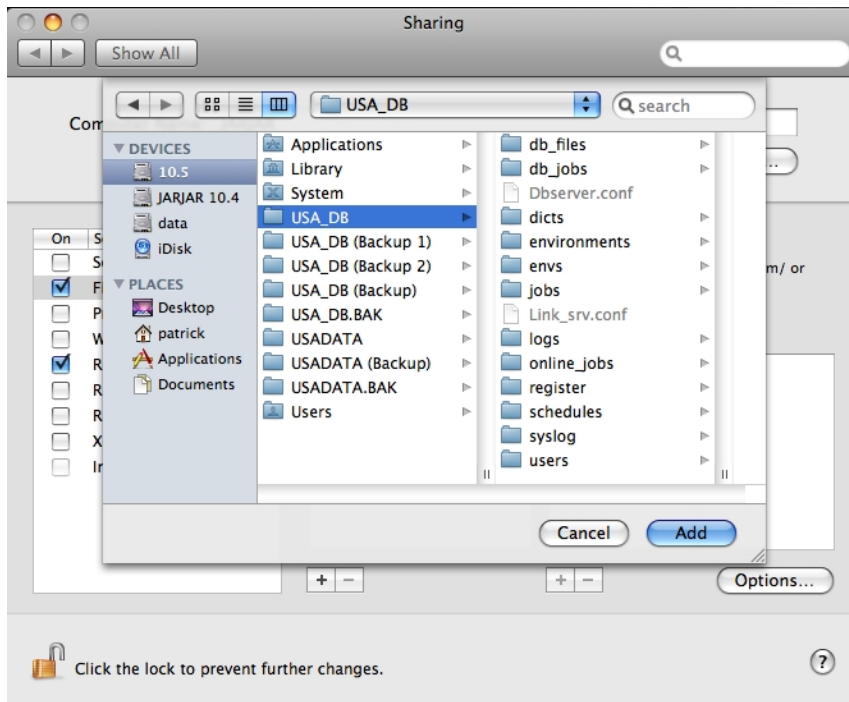 Sharing
Show All
USA_DB
search
Com
..
DEVICES
10.5
JARJAR 10.4
data
iDisk
PLACES
Desktop
patrick
Applications
Documents
Applications
Library
System
USA_DB
USA_DB (Backup 1)
USA_DB (Backup 2)
USA_DB (Backup)
USA_DB.BAK
USADATA
USADATA (Backup)
USADATA.BAK
Users
db_files
db_jobs
Dbserver.conf
dicts
environments
envs
jobs
Link_srv.conf
logs
online_jobs
register
schedules
syslog
users
On S
S
F
P
W
R
R
R
X
Ir
m/ or
Cancel
Add
+ −
+ −
Options...
Click the lock to prevent further changes.
?